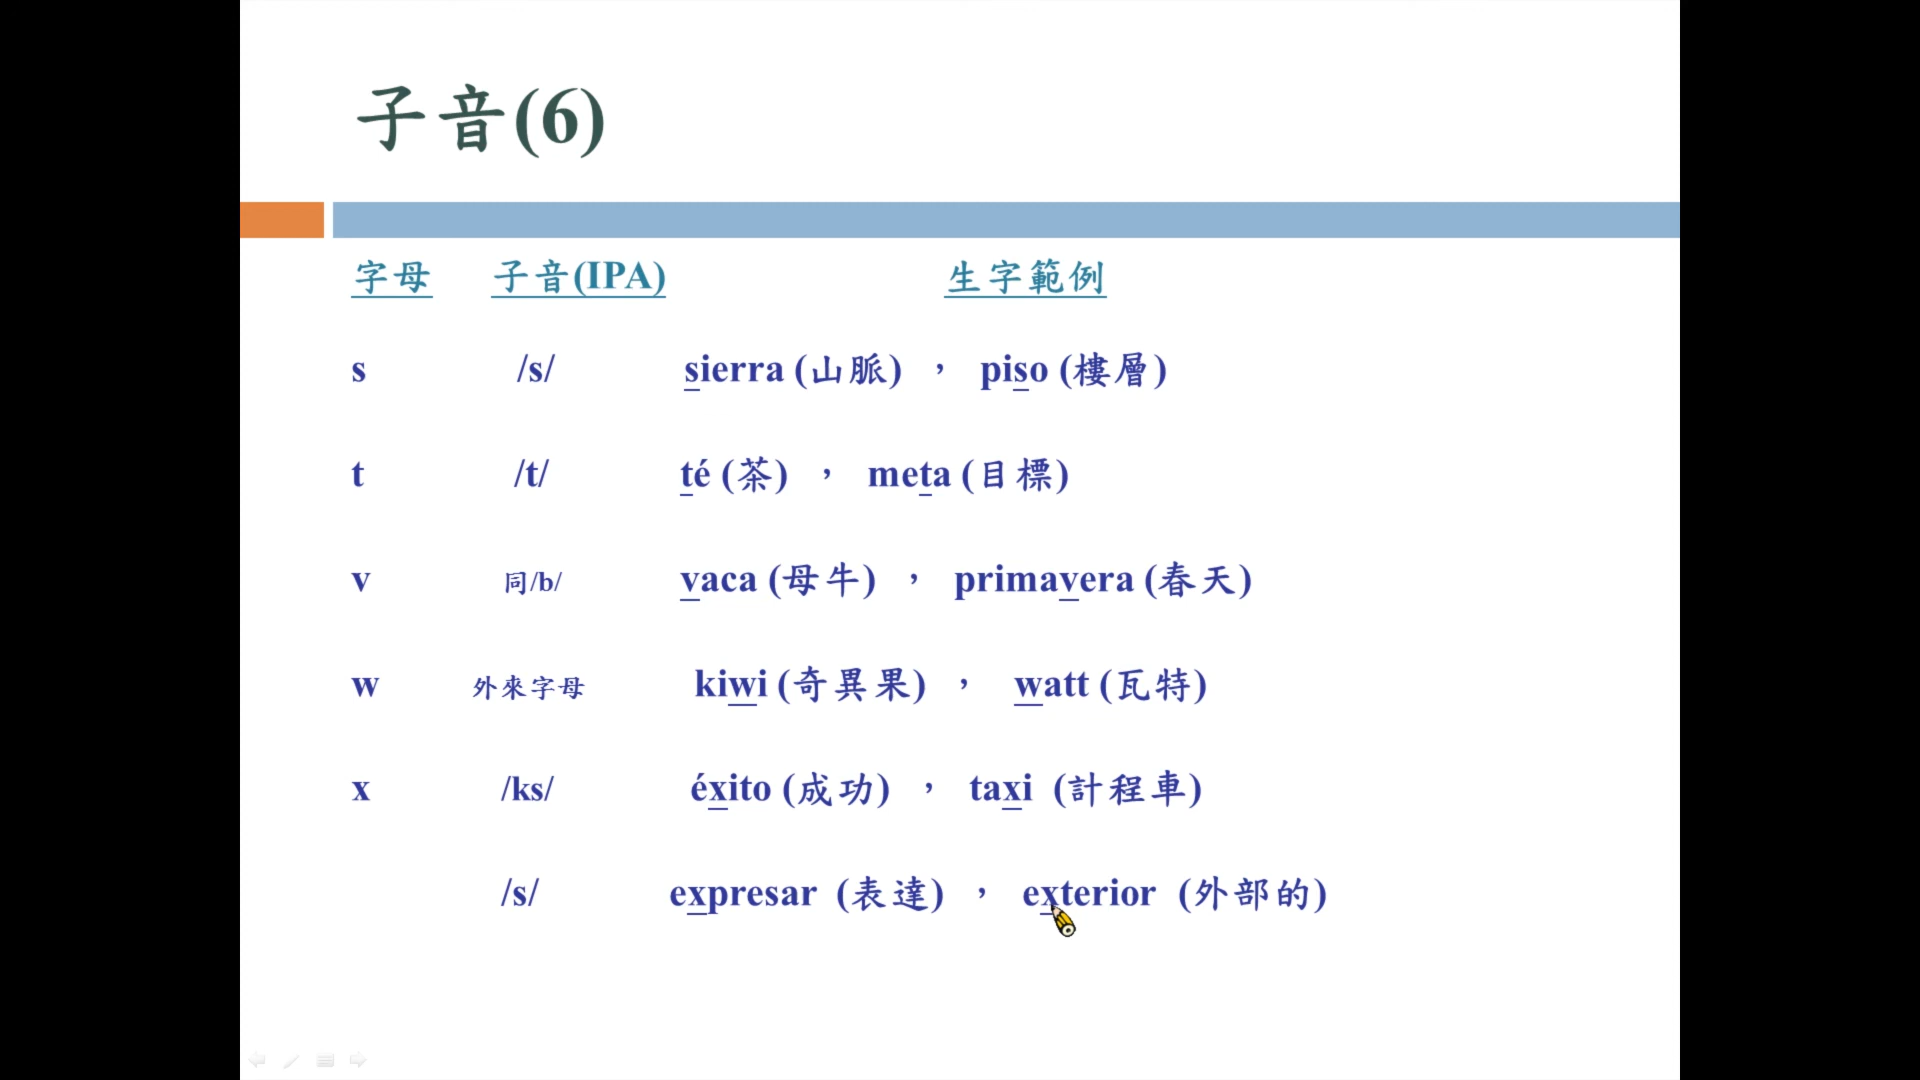 子音(6)
字母 子音(IPA) 生字範例
s /s/ sierra (山脈) ， piso (樓層)
t /t/ té (茶) ， meta (目標)
v 同/b/ vaca (母牛) ， primavera (春天)
w 外來字母 kiwi (奇異果) ， watt (瓦特)
x /ks/ éxito (成功) ， taxi (計程車)
/s/ expresar (表達) ， exterior (外部的)